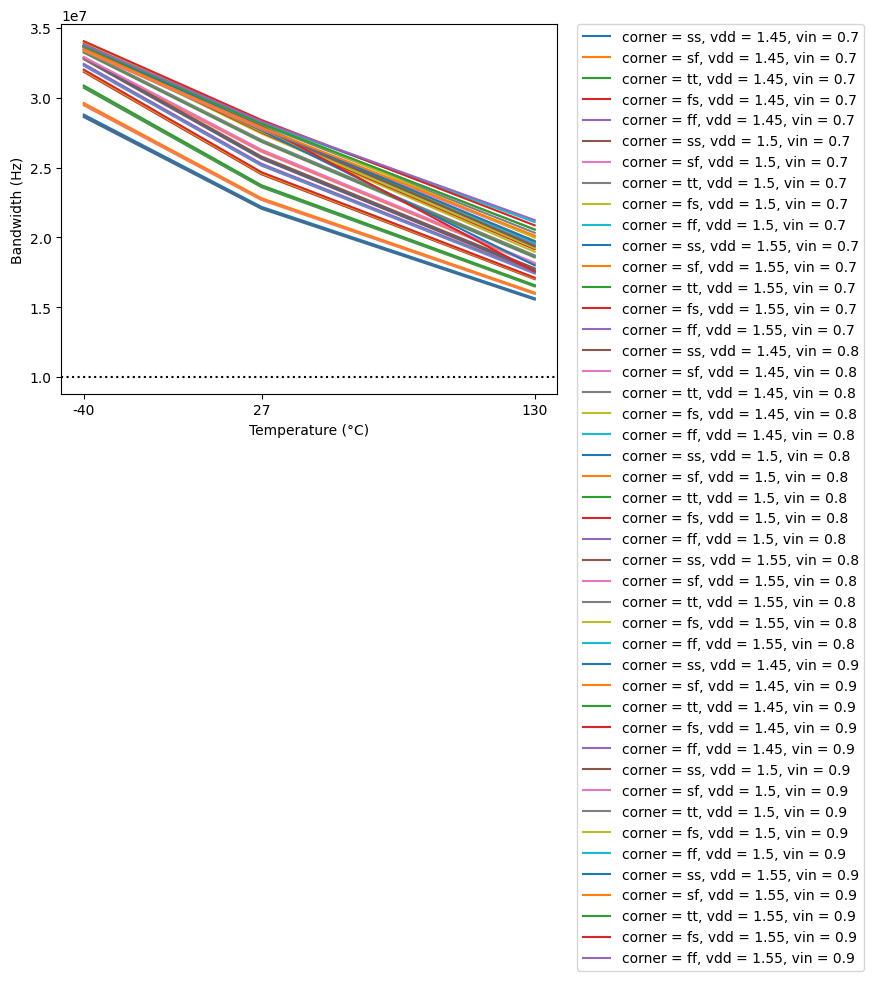 1e7
3.5
3.0
2.5
2.0
1.5
1.0
Bandwidth (Hz)
-40
27
130
Temperature (°C)
corner = ss, vdd = 1.45, vin = 0.7
corner = sf, vdd = 1.45, vin = 0.7
corner = tt, vdd = 1.45, vin = 0.7
corner = fs, vdd = 1.45, vin = 0.7
corner = ff, vdd = 1.45, vin = 0.7
corner = ss, vdd = 1.5, vin = 0.7
corner = sf, vdd = 1.5, vin = 0.7
corner = tt, vdd = 1.5, vin = 0.7
corner = fs, vdd = 1.5, vin = 0.7
corner = ff, vdd = 1.5, vin = 0.7
corner = ss, vdd = 1.55, vin = 0.7
corner = sf, vdd = 1.55, vin = 0.7
corner = tt, vdd = 1.55, vin = 0.7
corner = fs, vdd = 1.55, vin = 0.7
corner = ff, vdd = 1.55, vin = 0.7
corner = ss, vdd = 1.45, vin = 0.8
corner = sf, vdd = 1.45, vin = 0.8
corner = tt, vdd = 1.45, vin = 0.8
corner = fs, vdd = 1.45, vin = 0.8
corner = ff, vdd = 1.45, vin = 0.8
corner = ss, vdd = 1.5, vin = 0.8
corner = sf, vdd = 1.5, vin = 0.8
corner = tt, vdd = 1.5, vin = 0.8
corner = fs, vdd = 1.5, vin = 0.8
corner = ff, vdd = 1.5, vin = 0.8
corner = ss, vdd = 1.55, vin = 0.8
corner = sf, vdd = 1.55, vin = 0.8
corner = tt, vdd = 1.55, vin = 0.8
corner = fs, vdd = 1.55, vin = 0.8
corner = ff, vdd = 1.55, vin = 0.8
corner = ss, vdd = 1.45, vin = 0.9
corner = sf, vdd = 1.45, vin = 0.9
corner = tt, vdd = 1.45, vin = 0.9
corner = fs, vdd = 1.45, vin = 0.9
corner = ff, vdd = 1.45, vin = 0.9
corner = ss, vdd = 1.5, vin = 0.9
corner = sf, vdd = 1.5, vin = 0.9
corner = tt, vdd = 1.5, vin = 0.9
corner = fs, vdd = 1.5, vin = 0.9
corner = ff, vdd = 1.5, vin = 0.9
corner = ss, vdd = 1.55, vin = 0.9
corner = sf, vdd = 1.55, vin = 0.9
corner = tt, vdd = 1.55, vin = 0.9
corner = fs, vdd = 1.55, vin = 0.9
corner = ff, vdd = 1.55, vin = 0.9